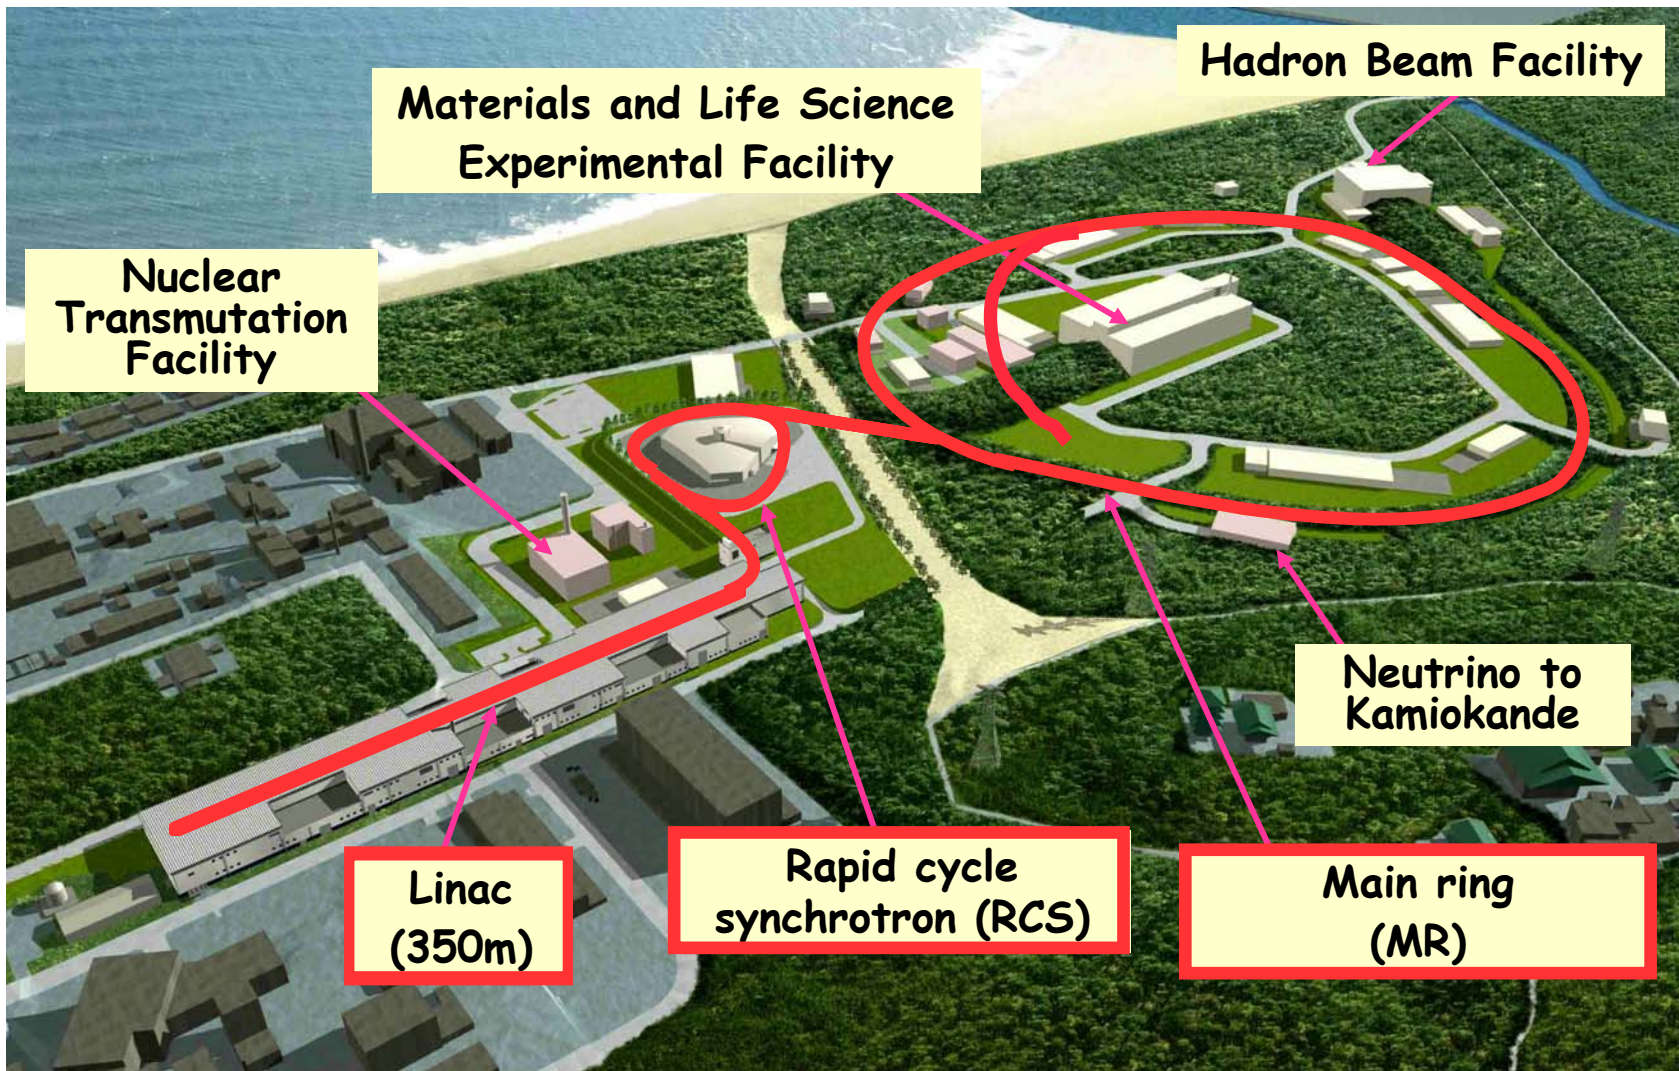 Hadron Beam Facility
Materials and Life Science
Experimental Facility
Nuclear
Transmutation
Facility
Neutrino to
Kamiokande
Linac
(350m)
Rapid cycle
synchrotron (RCS)
Main ring
(MR)